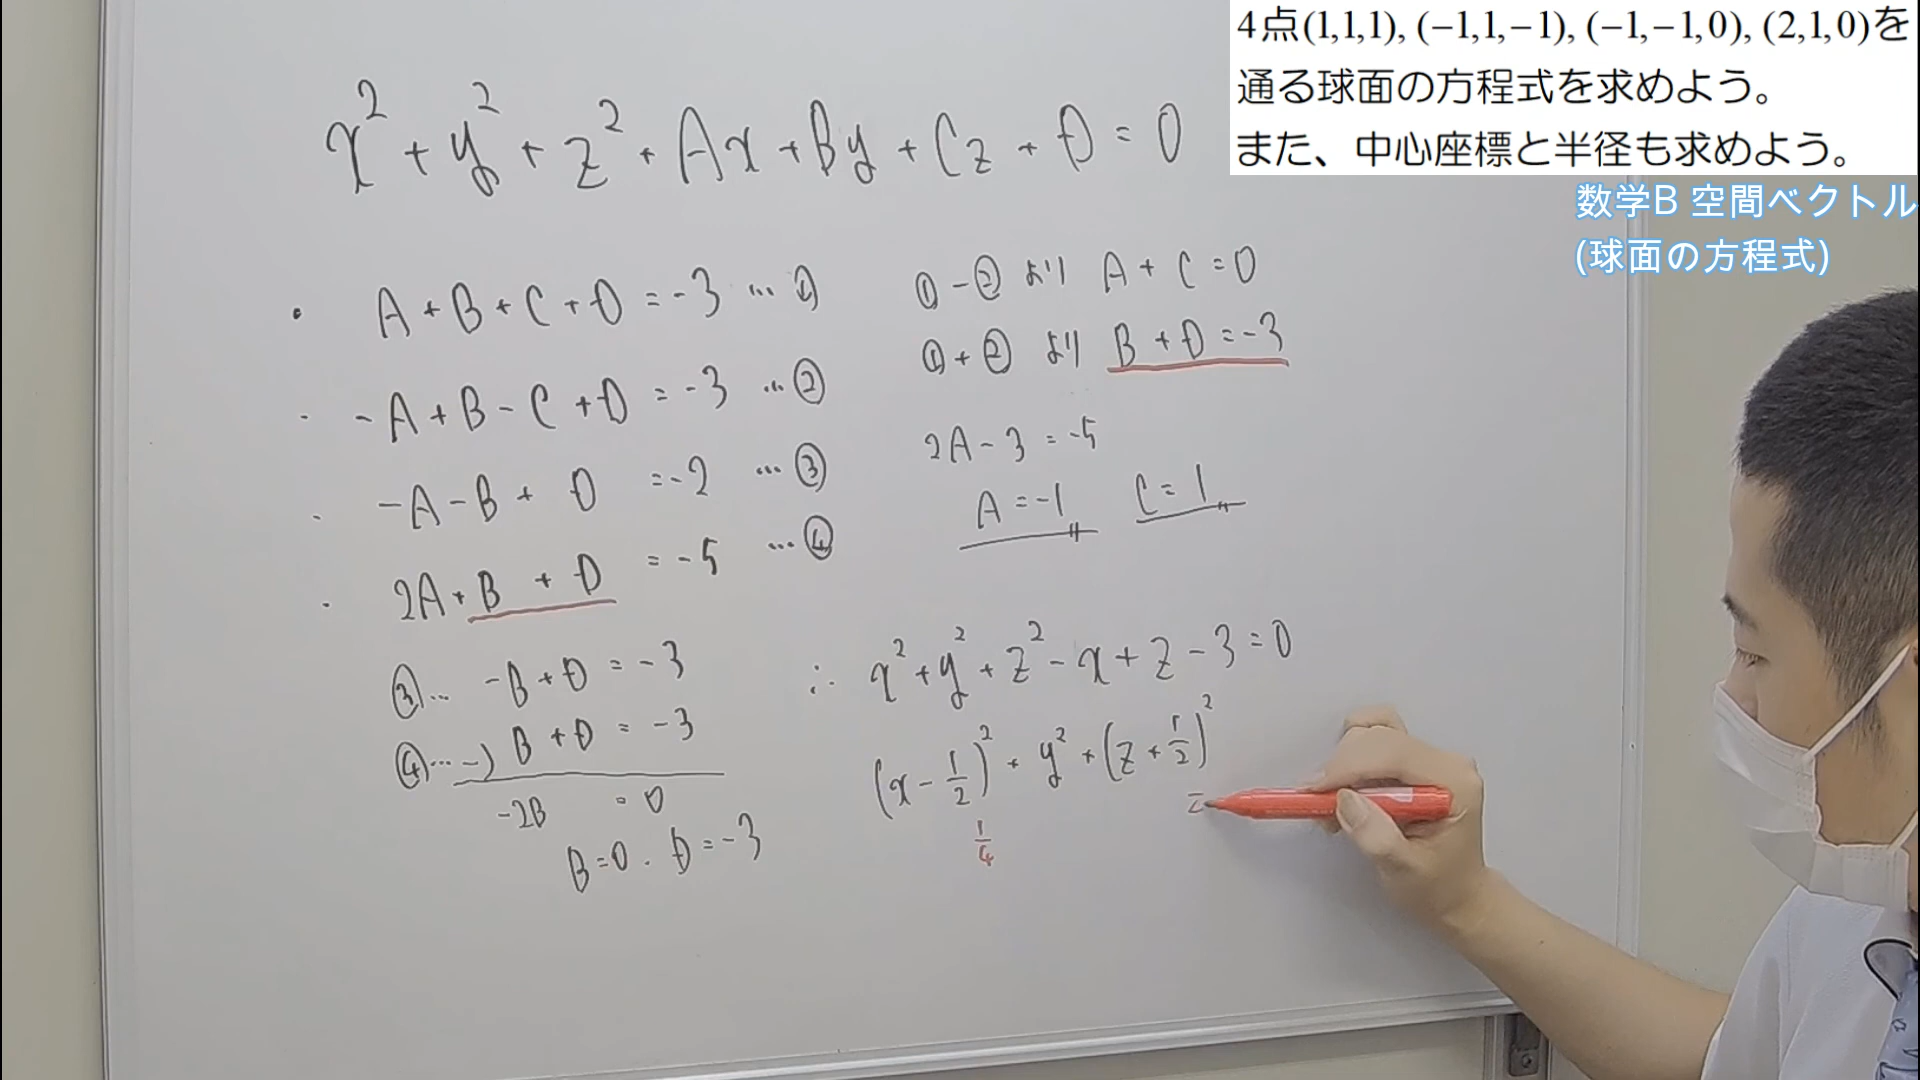 4点(1,1,1), (−1,1,−1), (−1,−1,0), (2,1,0)を
通る球面の方程式を求めよう。
また、中心座標と半径も求めよう。
数学B 空間ベクトル
(球面の方程式)
x²+y²+z²+Ax+By+Cz+D=0
・ A+B+C+D=-3 … ①
・ -A+B-C+D=-3 … ②
・ -A-B+D=-2 … ③
・ 2A+B+D=-5 … ④
③… -B+D=-3
④… -) B+D=-3
-2B =0
B=0. D=-3
①-② より A+C=0
①+② より B+D=-3
2A-3=-5
A=-1 C=1
∴ x²+y²+z²-x+z-3=0
(x-1/2)²+y²+(z+1/2)²
1/4